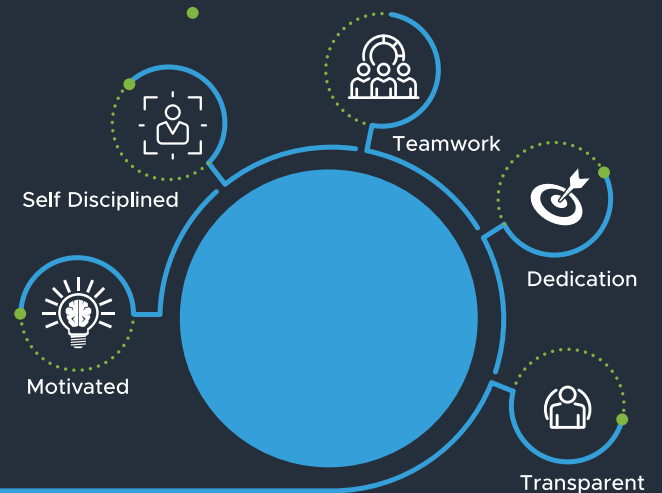 Teamwork
Self Disciplined
Dedication
Motivated
Transparent